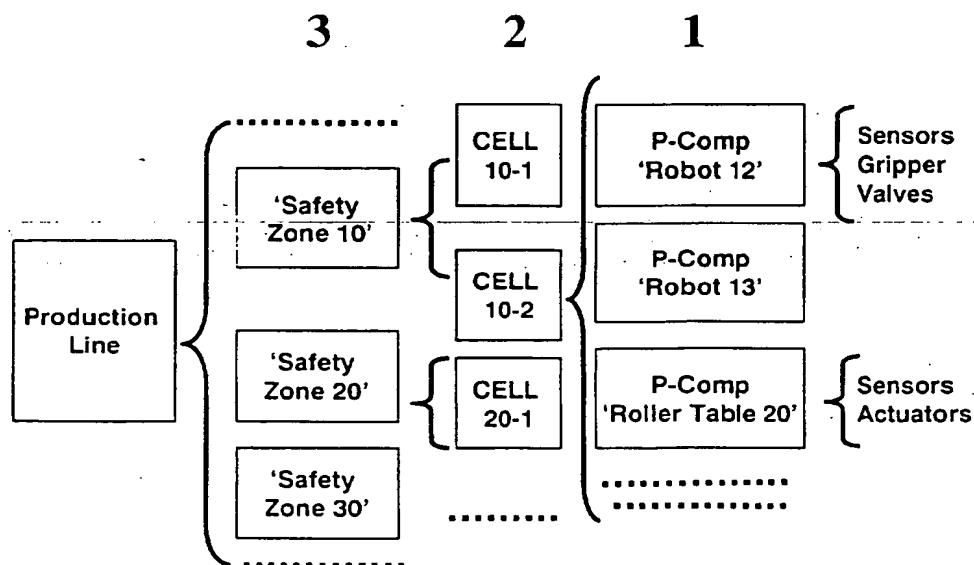 3
2
1
Production
Line
‘Safety
Zone 10’
‘Safety
Zone 20’
‘Safety
Zone 30’
CELL
10-1
CELL
10-2
CELL
20-1
P-Comp
‘Robot 12’
P-Comp
‘Robot 13’
P-Comp
‘Roller Table 20’
Sensors
Gripper
Valves
Sensors
Actuators